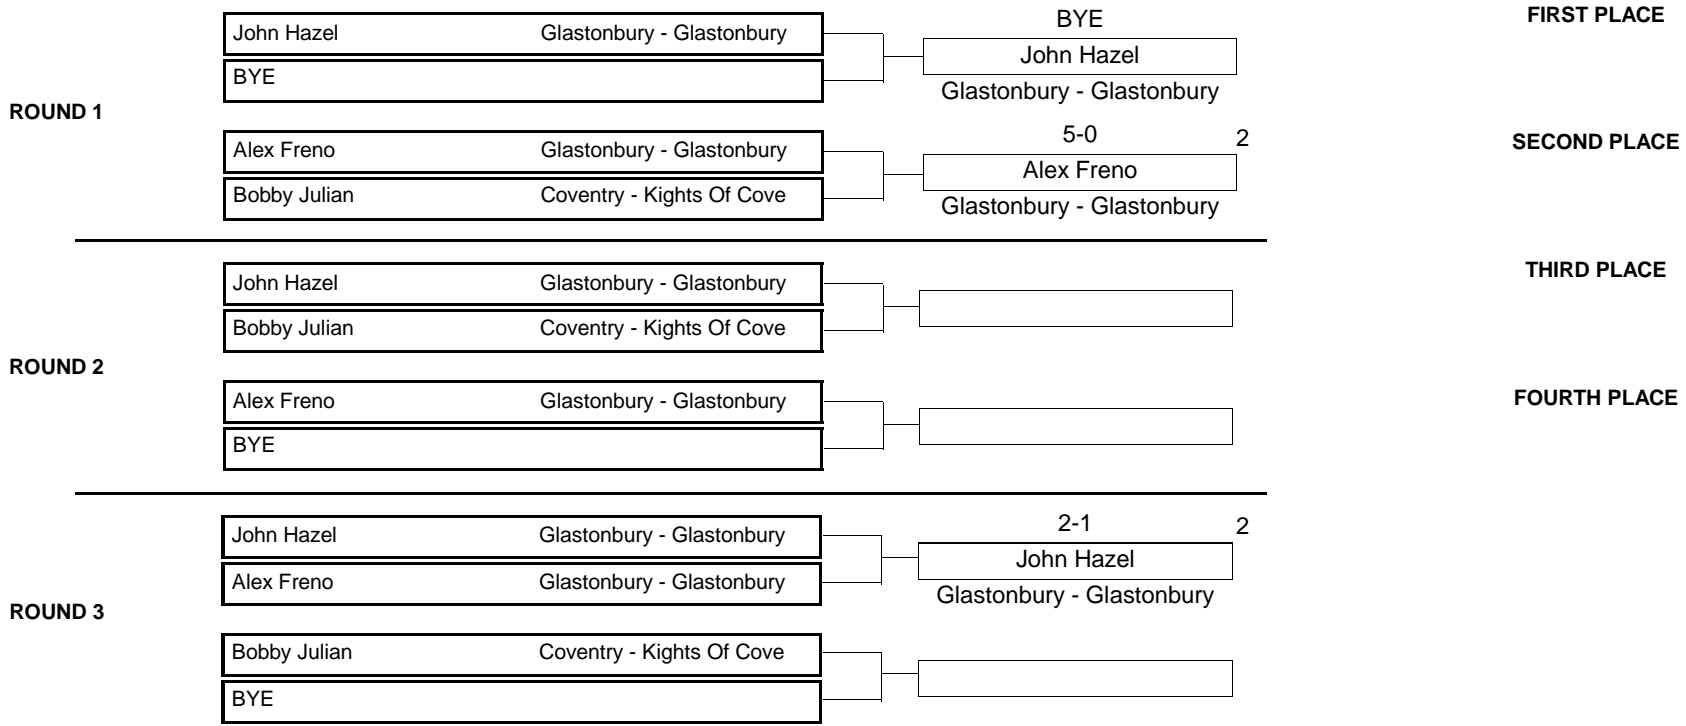 FIRST PLACE
SECOND PLACE
THIRD PLACE
FOURTH PLACE
ROUND 1
John Hazel Glastonbury - Glastonbury
BYE
BYE
John Hazel
Glastonbury - Glastonbury
Alex Freno Glastonbury - Glastonbury
Bobby Julian Coventry - Kights Of Cove
5-0 2
Alex Freno
Glastonbury - Glastonbury
ROUND 2
John Hazel Glastonbury - Glastonbury
Bobby Julian Coventry - Kights Of Cove
Alex Freno Glastonbury - Glastonbury
BYE
ROUND 3
John Hazel Glastonbury - Glastonbury
Alex Freno Glastonbury - Glastonbury
2-1 2
John Hazel
Glastonbury - Glastonbury
Bobby Julian Coventry - Kights Of Cove
BYE